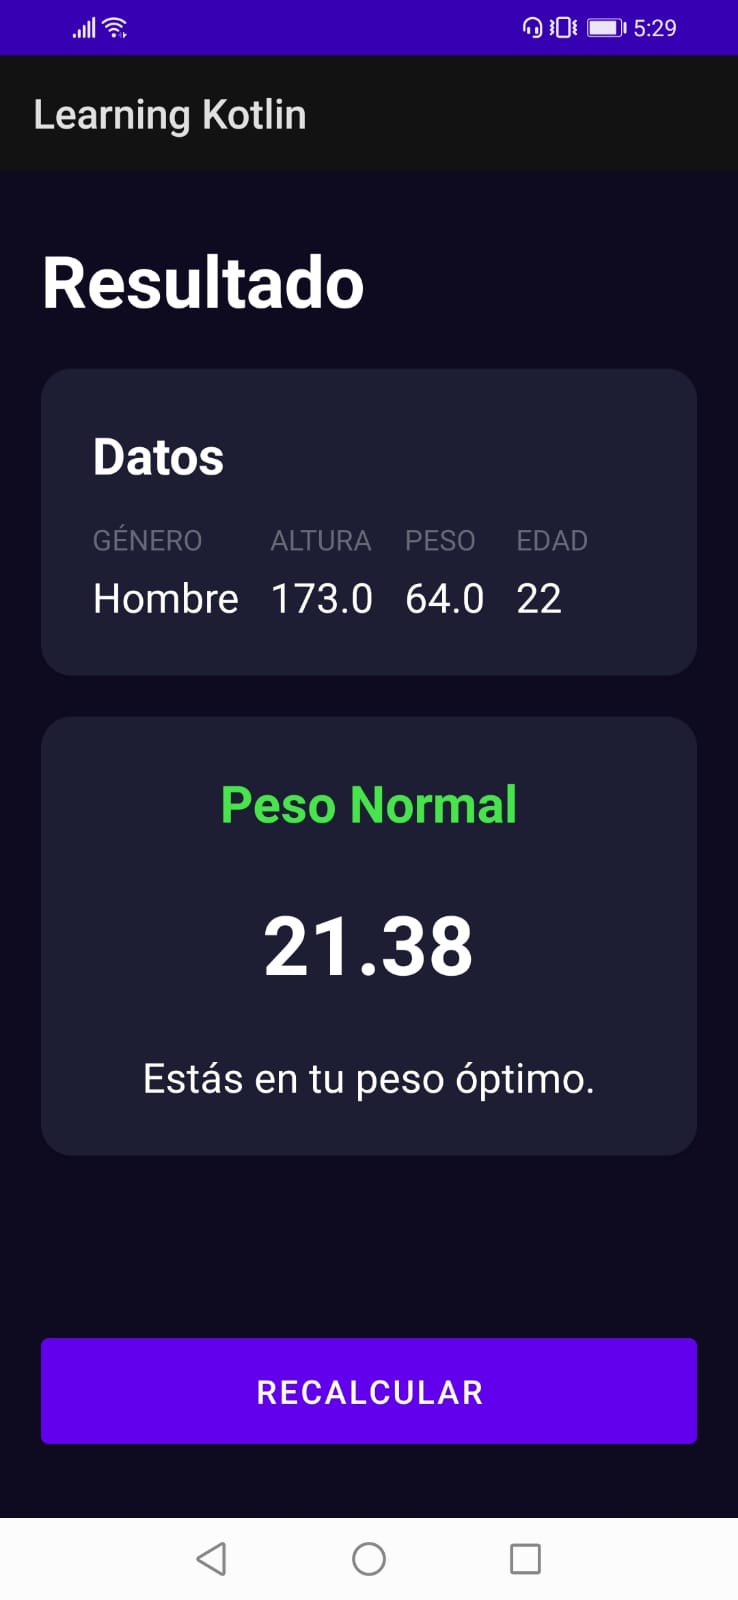 5:29
Learning Kotlin
Resultado
Datos
GÉNERO ALTURA PESO EDAD
Hombre 173.0 64.0 22
Peso Normal
21.38
Estás en tu peso óptimo.
RECALCULAR